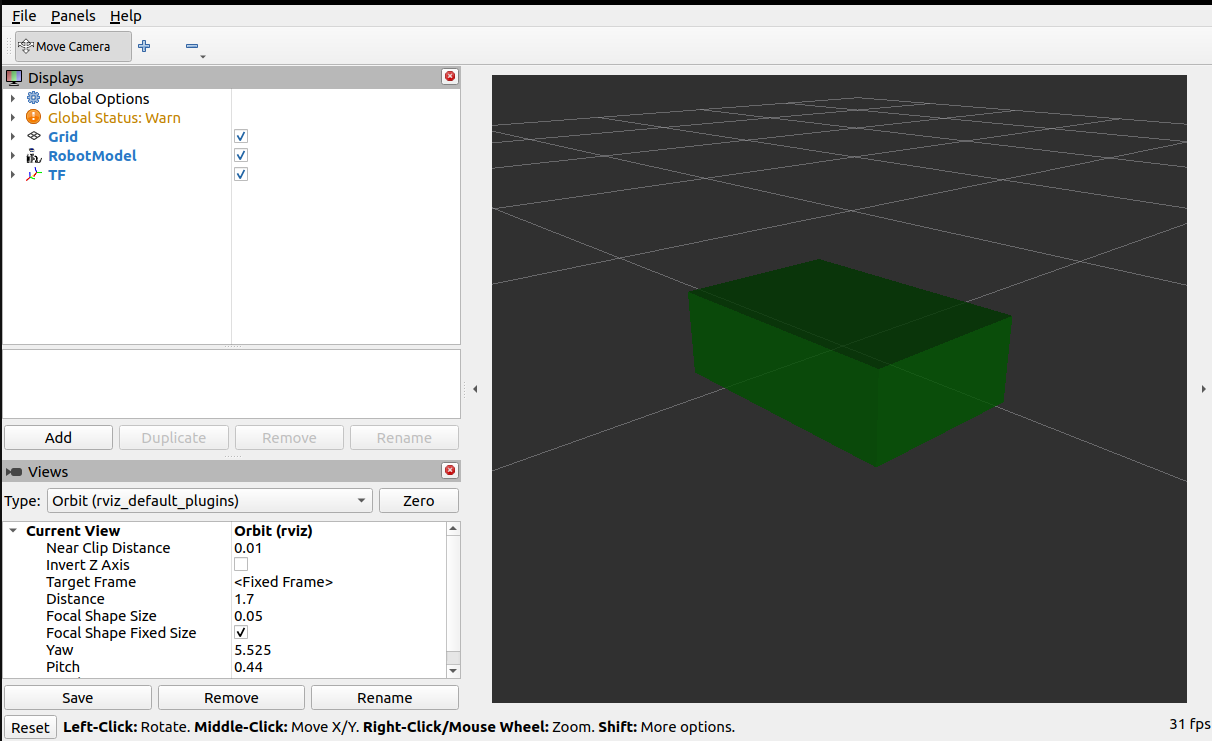 File Panels Help
Move Camera
Displays
Global Options
Global Status: Warn
Grid
RobotModel
TF
Add Duplicate Remove Rename
Views
Type: Orbit (rviz_default_plugins) Zero
Current View Orbit (rviz)
Near Clip Distance 0.01
Invert Z Axis
Target Frame <Fixed Frame>
Distance 1.7
Focal Shape Size 0.05
Focal Shape Fixed Size
Yaw 5.525
Pitch 0.44
Save Remove Rename
Reset Left-Click: Rotate. Middle-Click: Move X/Y. Right-Click/Mouse Wheel: Zoom. Shift: More options. 31 fps